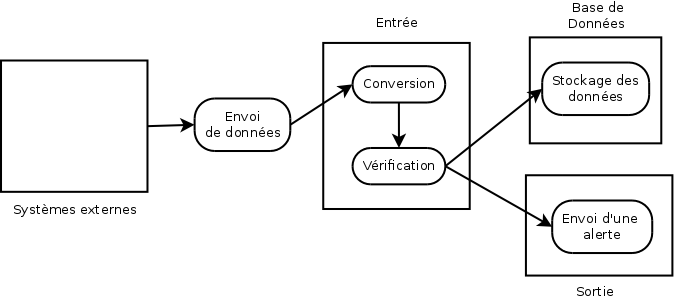 Systèmes externes
Envoi
de données
Entrée
Conversion
Vérification
Base de
Données
Stockage des
données
Envoi d'une
alerte
Sortie